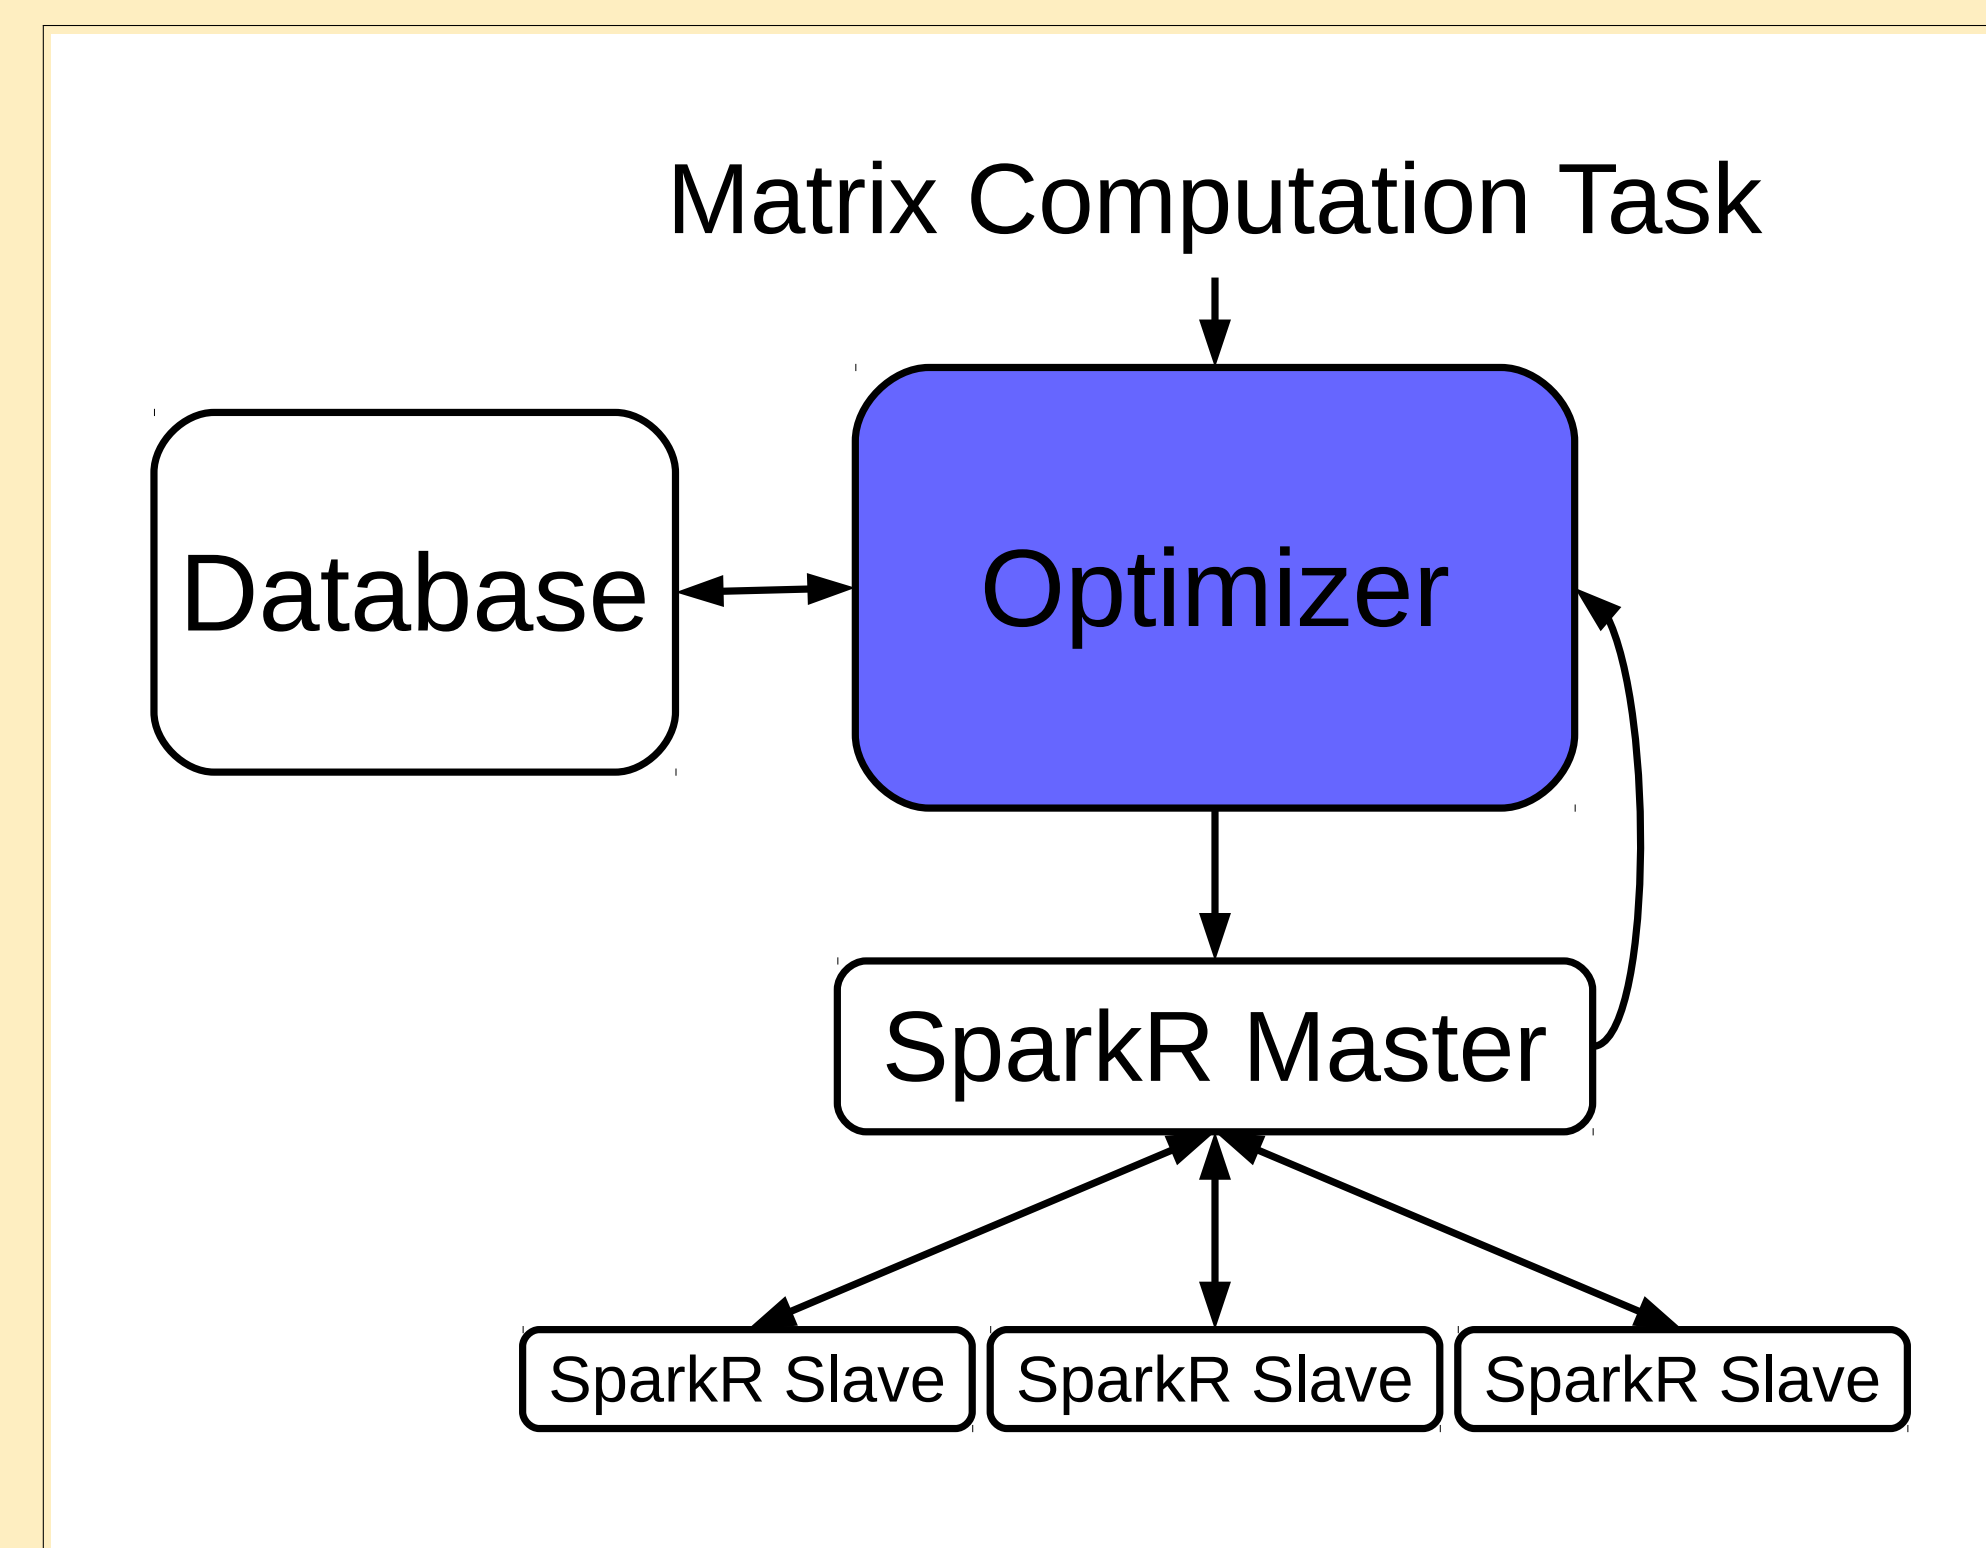 Matrix Computation Task
Database
Optimizer
SparkR Master
SparkR Slave
SparkR Slave
SparkR Slave